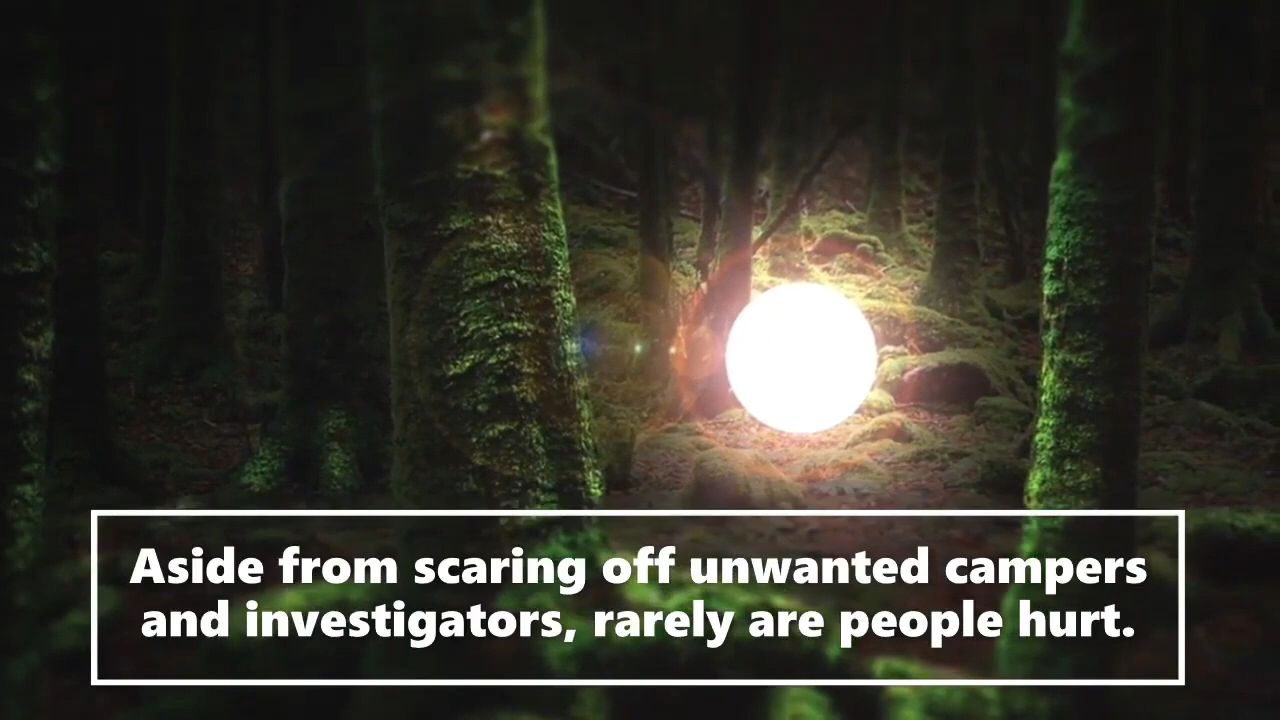 Aside from scaring off unwanted campers
and investigators, rarely are people hurt.